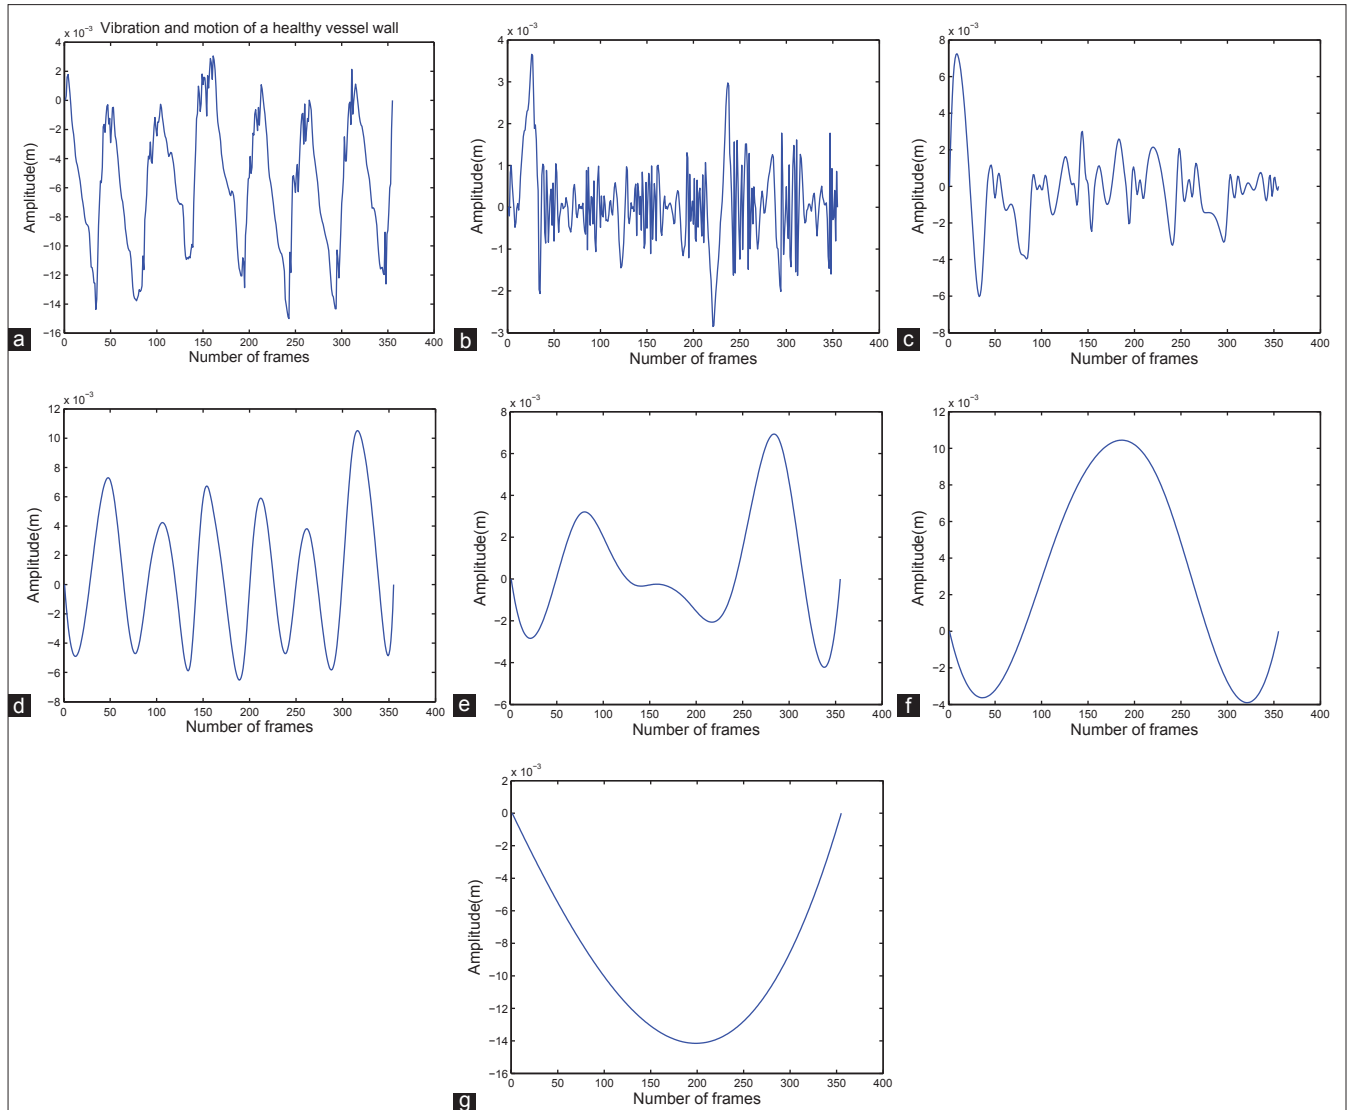 Vibration and motion of a healthy vessel wall
x 10⁻³
4
2
0
−2
−4
−6
−8
−10
−12
−14
−16
Amplitude(m)
0 50 100 150 200 250 300 350 400
Number of frames
a
x 10⁻³
4
3
2
1
0
−1
−2
−3
Amplitude(m)
0 50 100 150 200 250 300 350 400
Number of frames
b
x 10⁻³
8
6
4
2
0
−2
−4
−6
−8
Amplitude(m)
0 50 100 150 200 250 300 350 400
Number of frames
c
x 10⁻³
12
10
8
6
4
2
0
−2
−4
−6
−8
Amplitude(m)
0 50 100 150 200 250 300 350 400
Number of frames
d
x 10⁻³
8
6
4
2
0
−2
−4
−6
Amplitude(m)
0 50 100 150 200 250 300 350 400
Number of frames
e
x 10⁻³
12
10
8
6
4
2
0
−2
−4
Amplitude(m)
0 50 100 150 200 250 300 350 400
Number of frames
f
x 10⁻³
2
0
−2
−4
−6
−8
−10
−12
−14
−16
Amplitude(m)
0 50 100 150 200 250 300 350 400
Number of frames
g